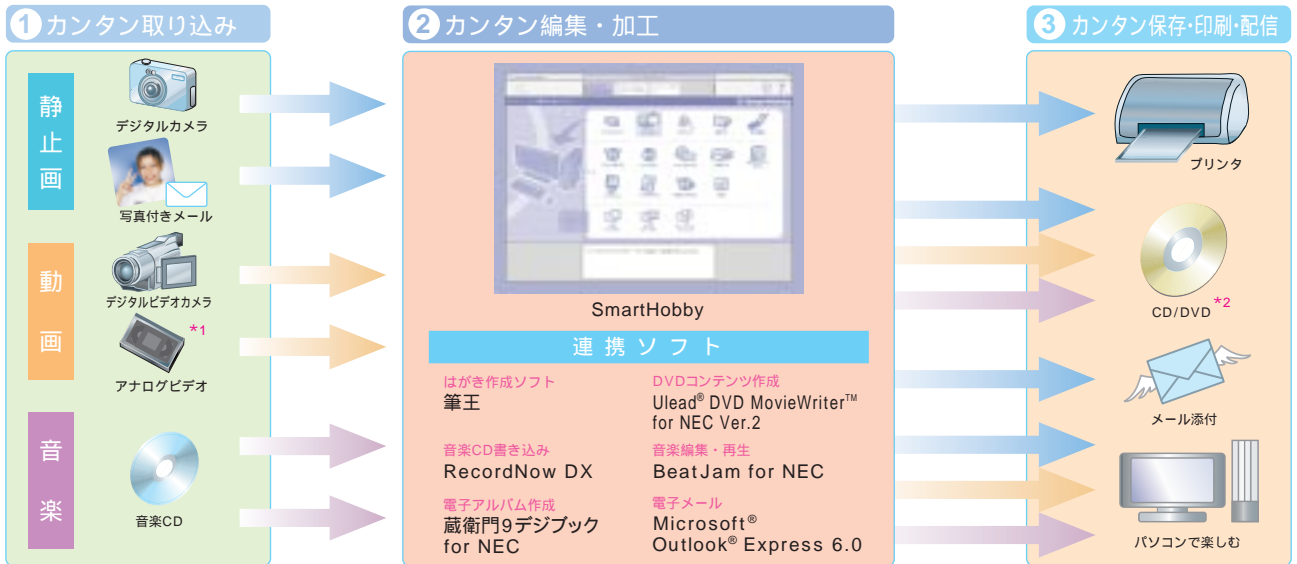 1 カンタン取り込み
静止画
デジタルカメラ
写真付きメール
動画
デジタルビデオカメラ
*1
アナログビデオ
音楽
音楽CD
2 カンタン編集・加工
SmartHobby
連携ソフト
はがき作成ソフト
筆王
音楽CD書き込み
RecordNow DX
電子アルバム作成
蔵衛門9デジブック
for NEC
DVDコンテンツ作成
Ulead® DVD MovieWriter™
for NEC Ver.2
音楽編集・再生
BeatJam for NEC
電子メール
Microsoft®
Outlook® Express 6.0
3 カンタン保存・印刷・配信
プリンタ
CD/DVD *2
メール添付
パソコンで楽しむ